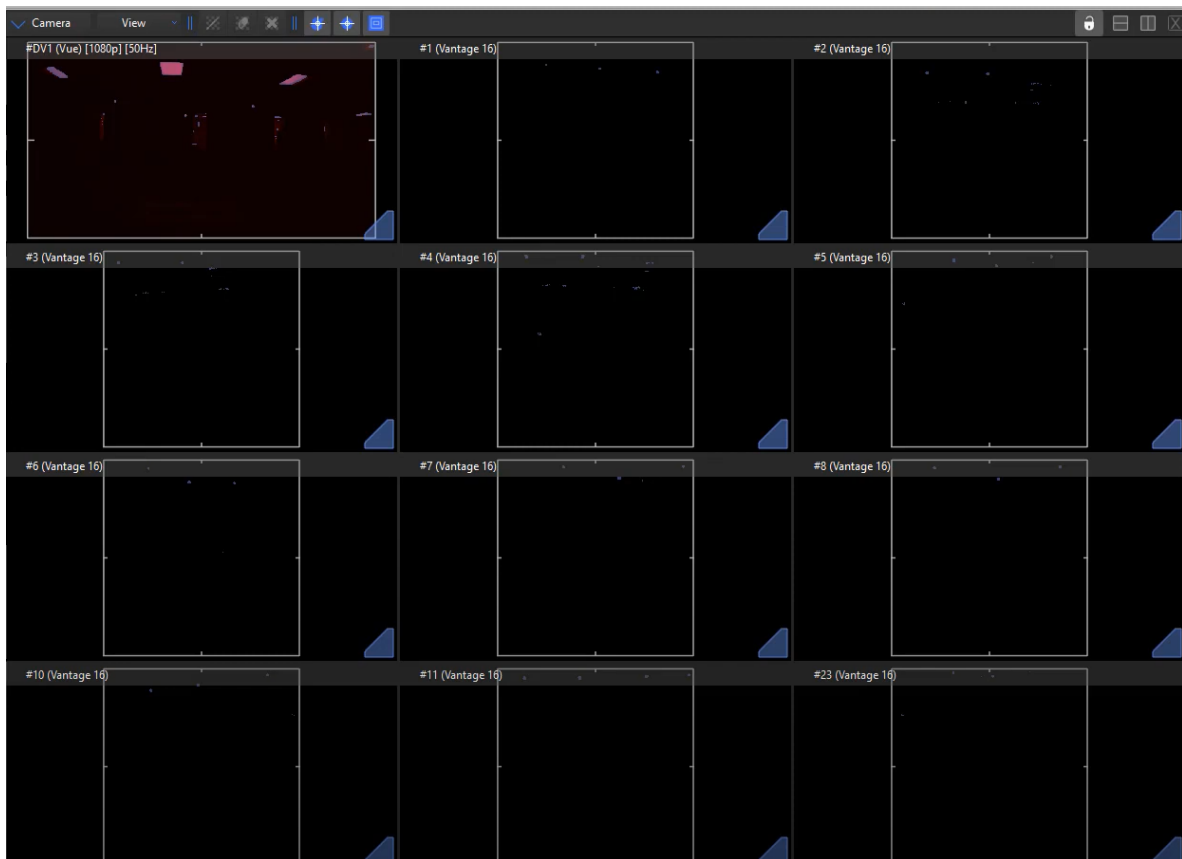 Camera View
#DV1 (Vue) [1080p] [50Hz]
#1 (Vantage 16)
#2 (Vantage 16)
#3 (Vantage 16)
#4 (Vantage 16)
#5 (Vantage 16)
#6 (Vantage 16)
#7 (Vantage 16)
#8 (Vantage 16)
#10 (Vantage 16)
#11 (Vantage 16)
#23 (Vantage 16)